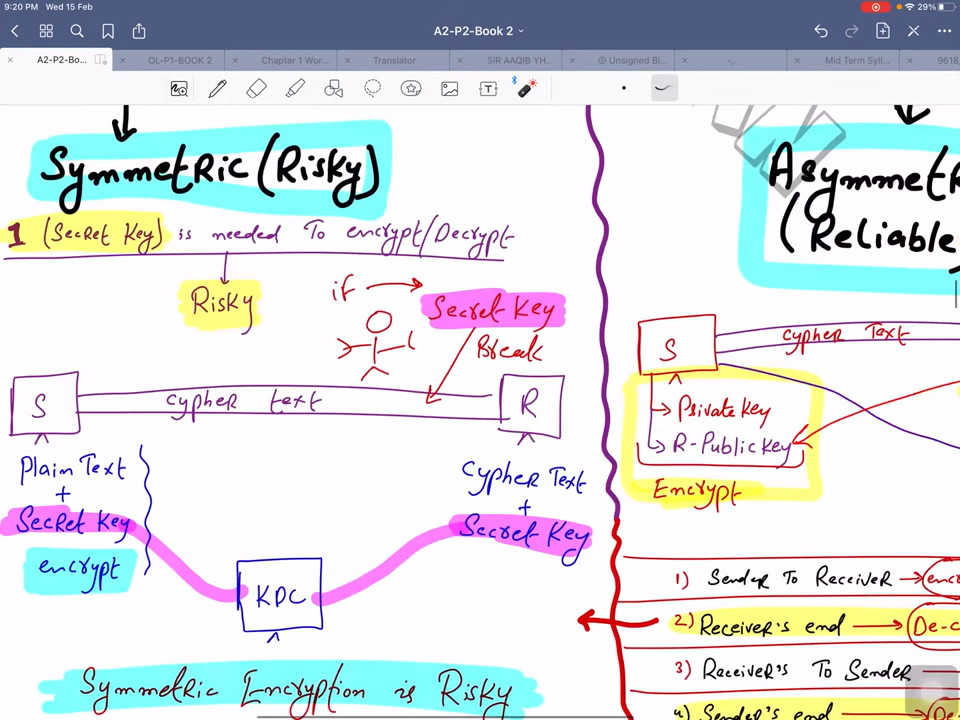 9:20 PM Wed 15 Feb
29%
A2-P2-Book 2
A2-P2-Bo...
OL-P1-BOOK 2
Chapter 1 Wor...
Translator
SIR AAQIB YH...
Unsigned Bi...
Mid Term Syll...
9618
Symmetric (Risky)
1 (Secret Key) is needed To encrypt/Decrypt
Risky
if
Secret Key
Break
S
cypher text
R
Plain Text
+
Secret Key
encrypt
Cypher Text
+
Secret Key
KDC
Symmetric Encryption is Risky
Asymmetr
(Reliable
S
cypher Text
Private Key
R-Public Key
Encrypt
1) Sender To Receiver encr
2) Receiver's end De-c
3) Receiver's To Sender
4) Sender's end De